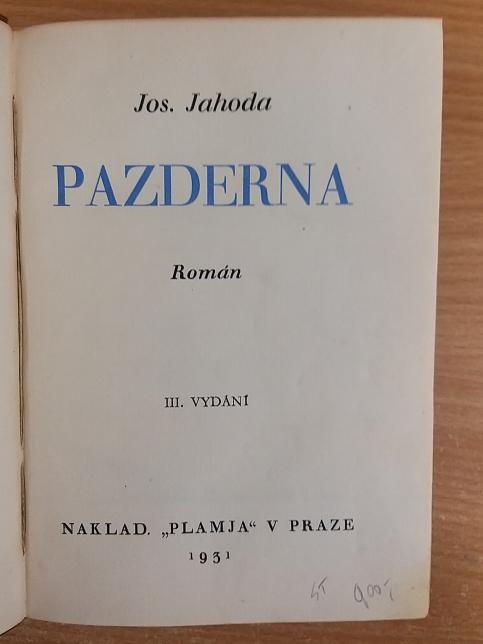 Jos. Jahoda
PAZDERNA
Román
III. VYDÁNÍ
NAKLAD. „PLAMJA“ V PRAZE
1931